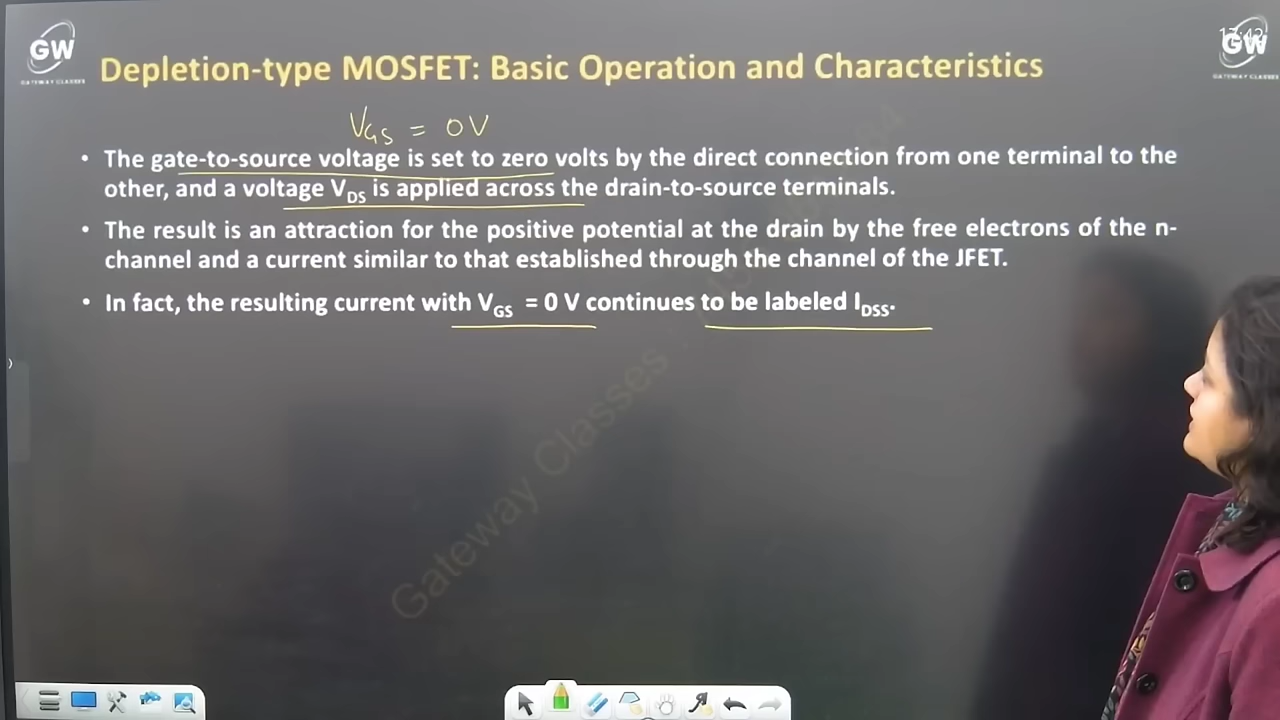 GW
GATEWAY CLASSES
GW
GATEWAY CLASSES
Depletion-type MOSFET: Basic Operation and Characteristics
VGS = 0V
• The gate-to-source voltage is set to zero volts by the direct connection from one terminal to the
other, and a voltage VDS is applied across the drain-to-source terminals.
• The result is an attraction for the positive potential at the drain by the free electrons of the n-
channel and a current similar to that established through the channel of the JFET.
• In fact, the resulting current with VGS = 0 V continues to be labeled IDSS.
Gateway Classes